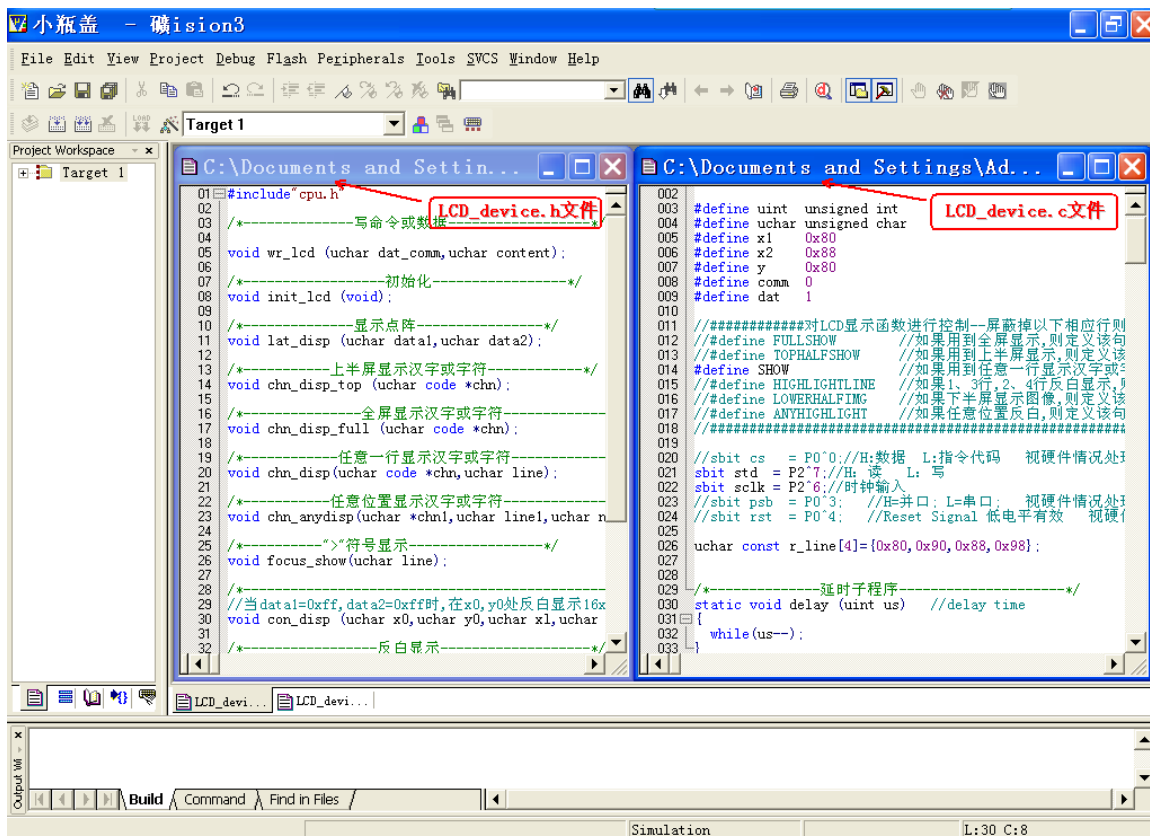 小瓶盖 - 礦ision3
File Edit View Project Debug Flash Peripherals Tools SVCS Window Help
LOAD
Target 1
Project Workspace
Target 1
C:\Documents and Settin...
LCD_device.h文件
01 #include"cpu.h"
02
03 /*----------------写命令或数据--------------------*/
04
05 void wr_lcd (uchar dat_comm,uchar content);
06
07 /*--------------------初始化-------------------*/
08 void init_lcd (void);
09
10 /*---------------显示点阵------------------*/
11 void lat_disp (uchar data1,uchar data2);
12
13 /*-----------上半屏显示汉字或字符-------------*/
14 void chn_disp_top (uchar code *chn);
15
16 /*----------------全屏显示汉字或字符-------------
17 void chn_disp_full (uchar code *chn);
18
19 /*------------任意一行显示汉字或字符-------------
20 void chn_disp(uchar code *chn,uchar line);
21
22 /*-----------任意位置显示汉字或字符--------------
23 void chn_anydisp(uchar *chn1,uchar line1,uchar n
24
25 /*----------">"符号显示-------------------*/
26 void focus_show(uchar line);
27
28 /*---------------------------------------------------
29 //当data1=0xff,data2=0xff时,在x0,y0处反白显示16x
30 void con_disp (uchar x0,uchar y0,uchar xl,uchar
31
32 /*-------------------反白显示---------------------*/
C:\Documents and Settings\Ad...
LCD_device.c文件
002
003 #define uint unsigned int
004 #define uchar unsigned char
005 #define x1 0x80
006 #define x2 0x88
007 #define y 0x80
008 #define comm 0
009 #define dat 1
010
011 //############对LCD显示函数进行控制--屏蔽掉以下相应行则
012 //#define FULLSHOW //如果用到全屏显示,则定义该句
013 //#define TOPHALFSHOW //如果用到上半屏显示,则定义该
014 #define SHOW //如果用到任意一行显示汉字或字
015 //#define HIGHLIGHTLINE //如果1、3行,2、4行反白显示,则
016 //#define LOWERHALFIMG //如果下半屏显示图像,则定义该
017 //#define ANYHIGHLIGHT //如果任意位置反白,则定义该句
018 //#####################################################
019
020 //sbit cs = P0^0;//H:数据 L:指令代码 视硬件情况处理
021 sbit std = P2^7;//H: 读 L: 写
022 sbit sclk = P2^6;//时钟输入
023 //sbit psb = P0^3; //H=并口; L=串口; 视硬件情况处理
024 //sbit rst = P0^4; //Reset Signal 低电平有效 视硬件
025
026 uchar const r_line[4]={0x80,0x90,0x88,0x98};
027
028
029 /*----------------延时子程序-----------------------*/
030 static void delay (uint us) //delay time
031 {
032 while(us--);
033 }
LCD_devi... LCD_devi...
Output Wi
Build Command Find in Files
Simulation L:30 C:8